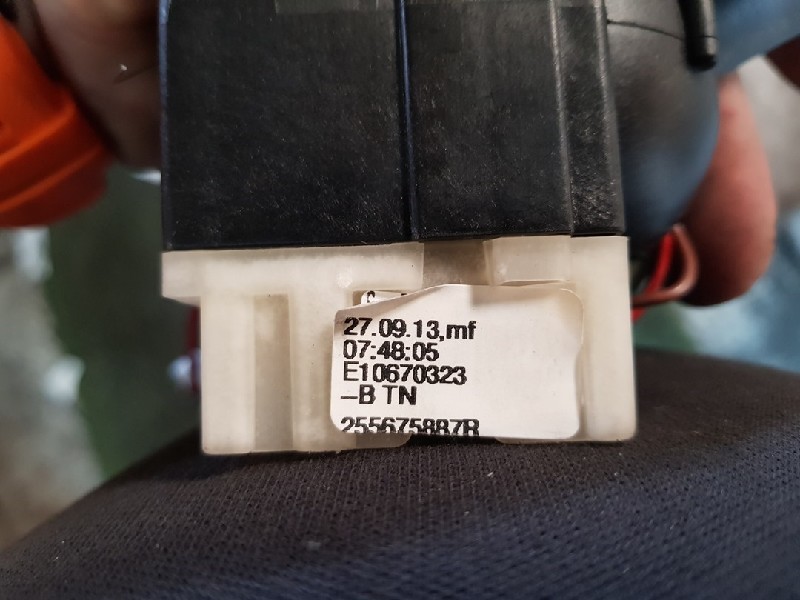 27.09.13,mf
07:48:05
E10670323
–B TN
255675887R